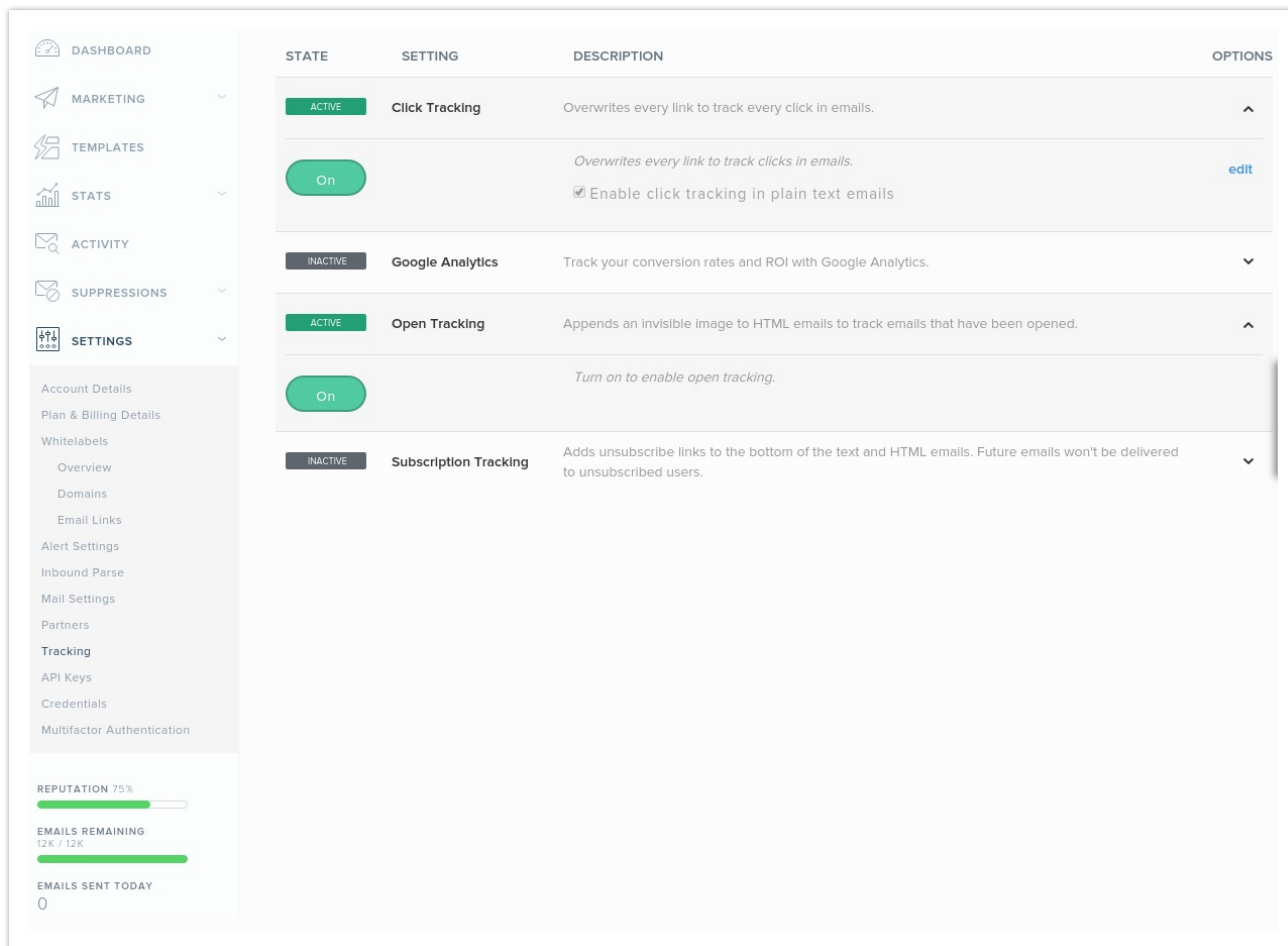 DASHBOARD
MARKETING
TEMPLATES
STATS
ACTIVITY
SUPPRESSIONS
SETTINGS
Account Details
Plan & Billing Details
Whitelabels
Overview
Domains
Email Links
Alert Settings
Inbound Parse
Mail Settings
Partners
Tracking
API Keys
Credentials
Multifactor Authentication
REPUTATION 75%
EMAILS REMAINING
12K / 12K
EMAILS SENT TODAY
0
STATE SETTING DESCRIPTION OPTIONS
ACTIVE Click Tracking Overwrites every link to track every click in emails.
On Overwrites every link to track clicks in emails. edit
Enable click tracking in plain text emails
INACTIVE Google Analytics Track your conversion rates and ROI with Google Analytics.
ACTIVE Open Tracking Appends an invisible image to HTML emails to track emails that have been opened.
On Turn on to enable open tracking.
INACTIVE Subscription Tracking Adds unsubscribe links to the bottom of the text and HTML emails. Future emails won't be delivered
to unsubscribed users.